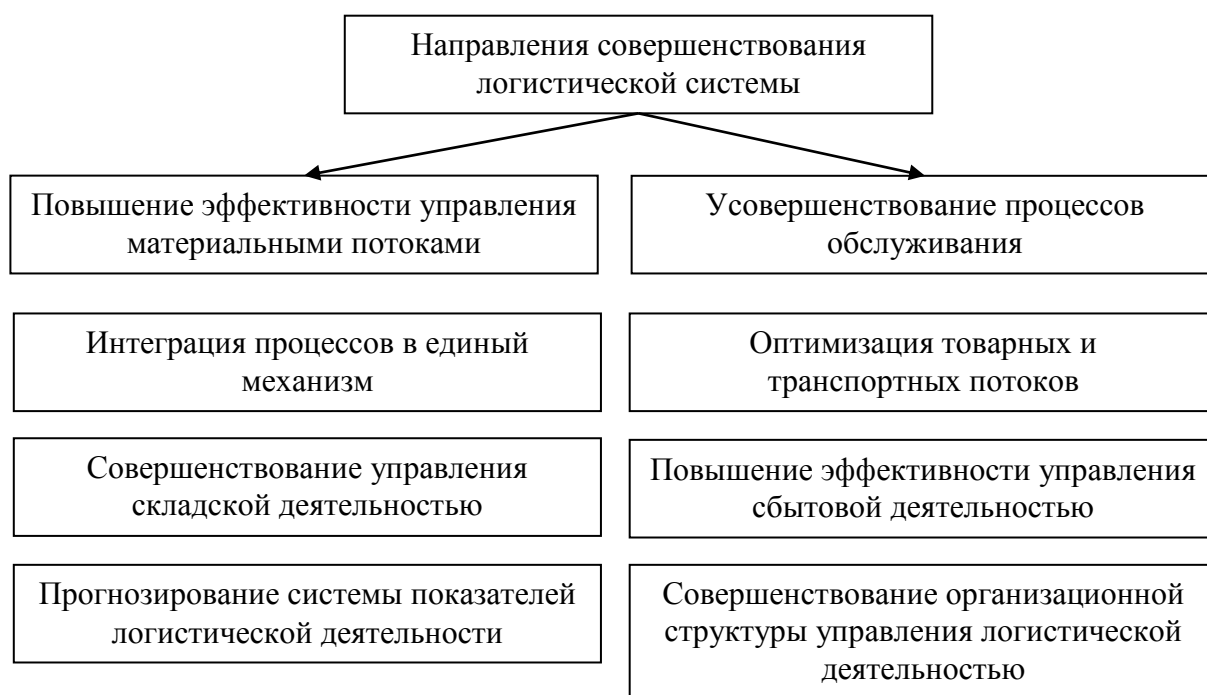 Направления совершенствования
логистической системы
Повышение эффективности управления
материальными потоками
Усовершенствование процессов
обслуживания
Интеграция процессов в единый
механизм
Оптимизация товарных и
транспортных потоков
Совершенствование управления
складской деятельностью
Повышение эффективности управления
сбытовой деятельностью
Прогнозирование системы показателей
логистической деятельности
Совершенствование организационной
структуры управления логистической
деятельностью